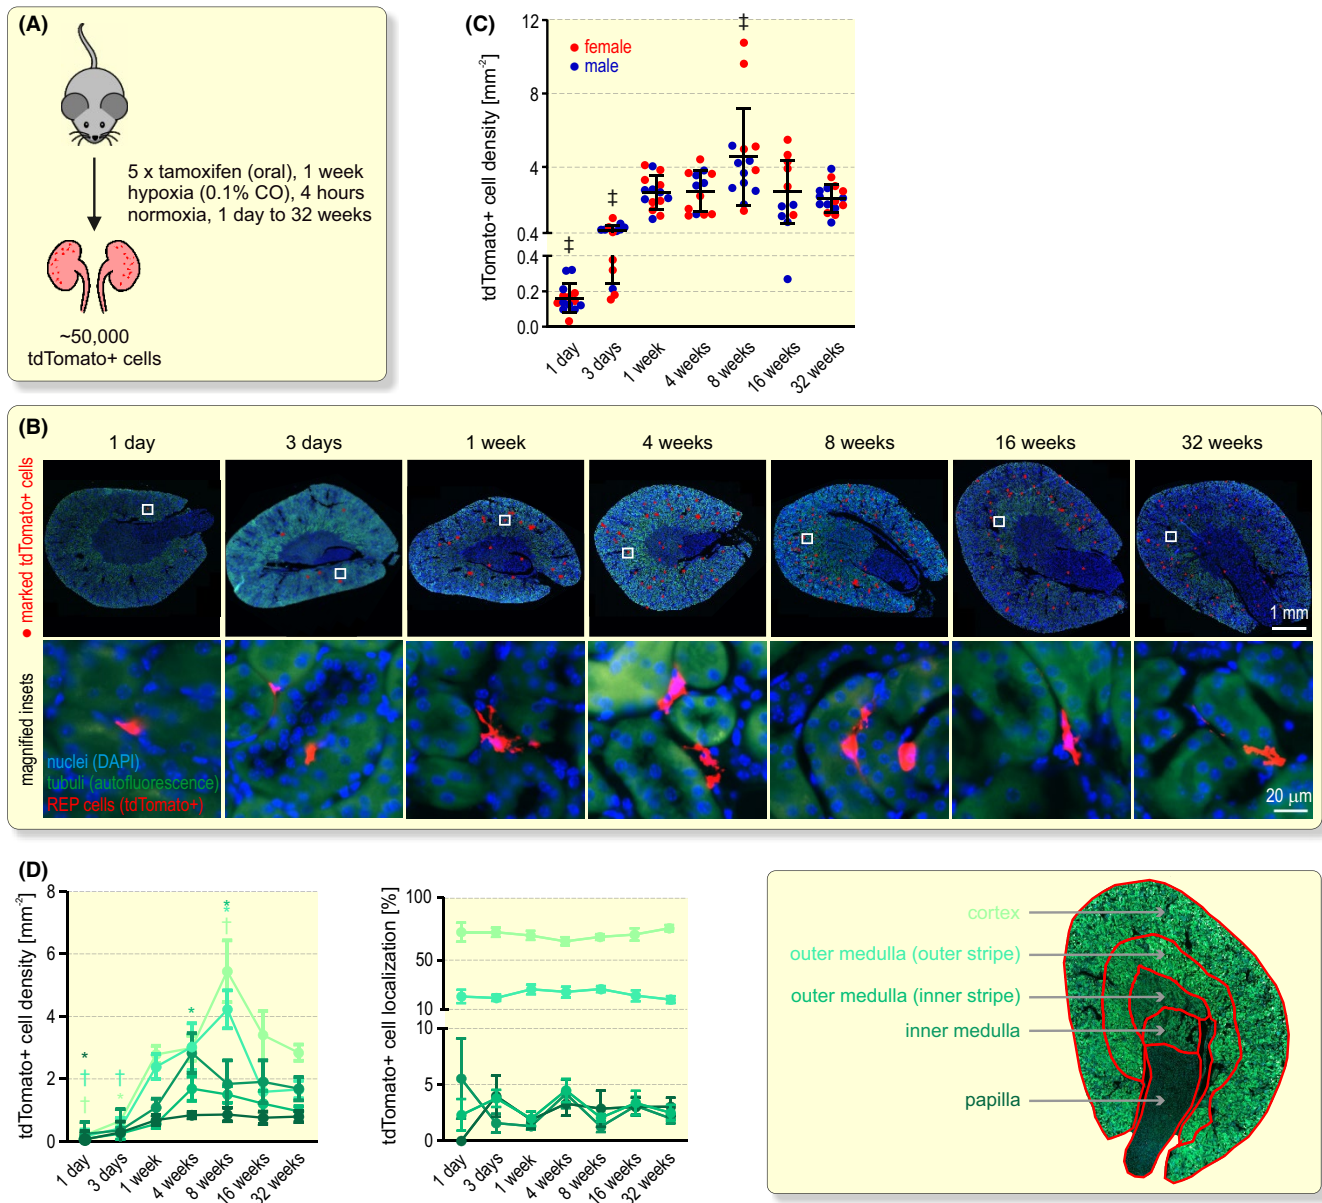 (A)
5 x tamoxifen (oral), 1 week
hypoxia (0.1% CO), 4 hours
normoxia, 1 day to 32 weeks
~50,000
tdTomato+ cells
(C)
tdTomato+ cell density [mm-2]
12
8
4
0.4
0.4
0.2
0.0
female
male
‡
‡
‡
1 day
3 days
1 week
4 weeks
8 weeks
16 weeks
32 weeks
(B)
1 day
3 days
1 week
4 weeks
8 weeks
16 weeks
32 weeks
marked tdTomato+ cells
1 mm
magnified insets
nuclei (DAPI)
tubuli (autofluorescence)
REP cells (tdTomato+)
20 µm
(D)
tdTomato+ cell density [mm-2]
8
6
4
2
0
*
†
†
†
*
*
*
*
†
1 day
3 days
1 week
4 weeks
8 weeks
16 weeks
32 weeks
tdTomato+ cell localization [%]
100
50
10
10
5
0
1 day
3 days
1 week
4 weeks
8 weeks
16 weeks
32 weeks
cortex
outer medulla (outer stripe)
outer medulla (inner stripe)
inner medulla
papilla